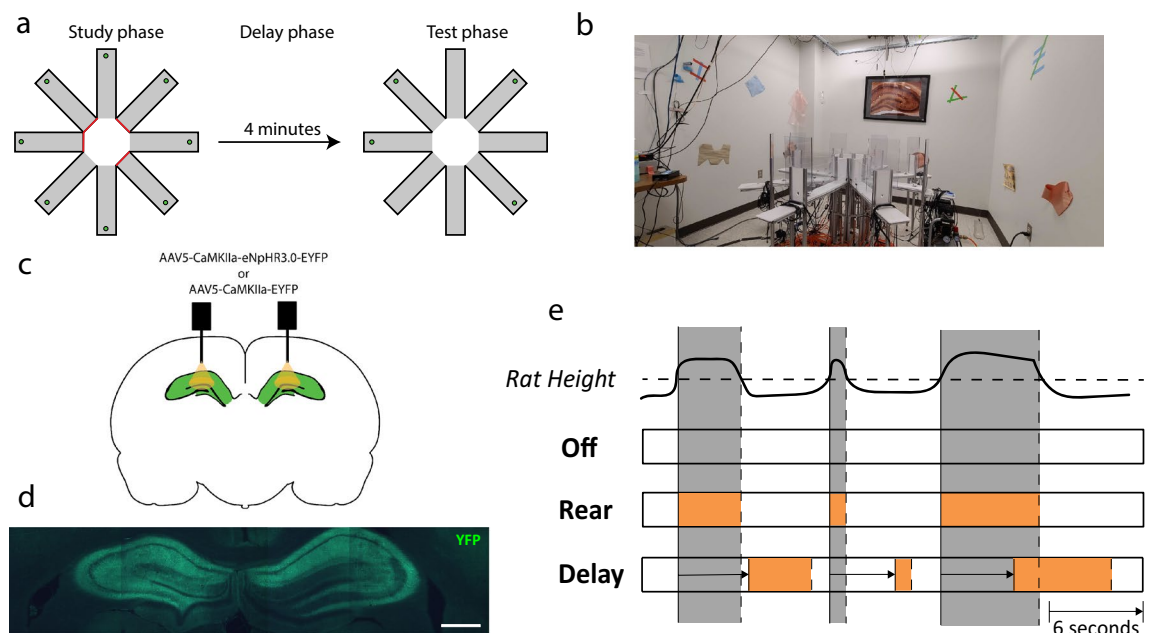 a
Study phase
Delay phase
Test phase
4 minutes
b
c
AAV5-CaMKIIa-eNpHR3.0-EYFP
or
AAV5-CaMKIIa-EYFP
d
YFP
e
Rat Height
Off
Rear
Delay
6 seconds